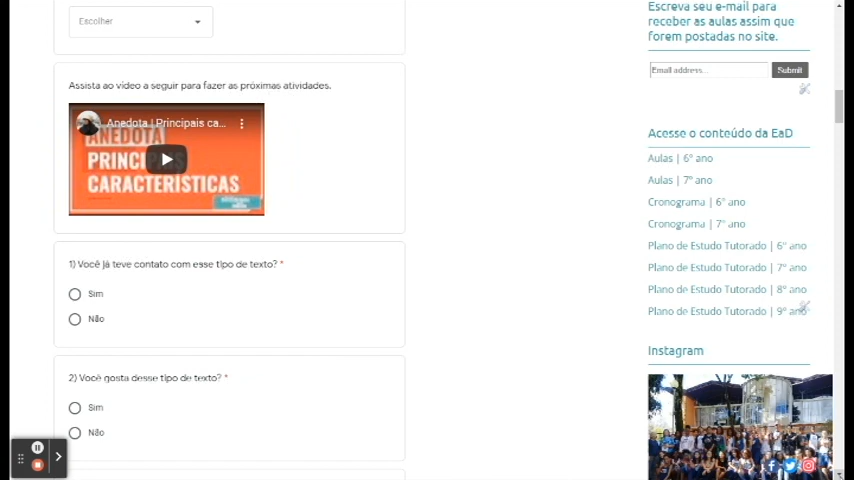 Escolher
Assista ao vídeo a seguir para fazer as próximas atividades.
Anedota | Principais ca...
ANEDOTA
PRINCIPAIS
CARACTERÍSTICAS
1) Você já teve contato com esse tipo de texto? *
Sim
Não
2) Você gosta desse tipo de texto? *
Sim
Não
Escreva seu e-mail para
receber as aulas assim que
forem postadas no site.
Email address...
Submit
Acesse o conteúdo da EaD
Aulas | 6º ano
Aulas | 7º ano
Cronograma | 6º ano
Cronograma | 7º ano
Plano de Estudo Tutorado | 6º ano
Plano de Estudo Tutorado | 7º ano
Plano de Estudo Tutorado | 8º ano
Plano de Estudo Tutorado | 9º ano
Instagram